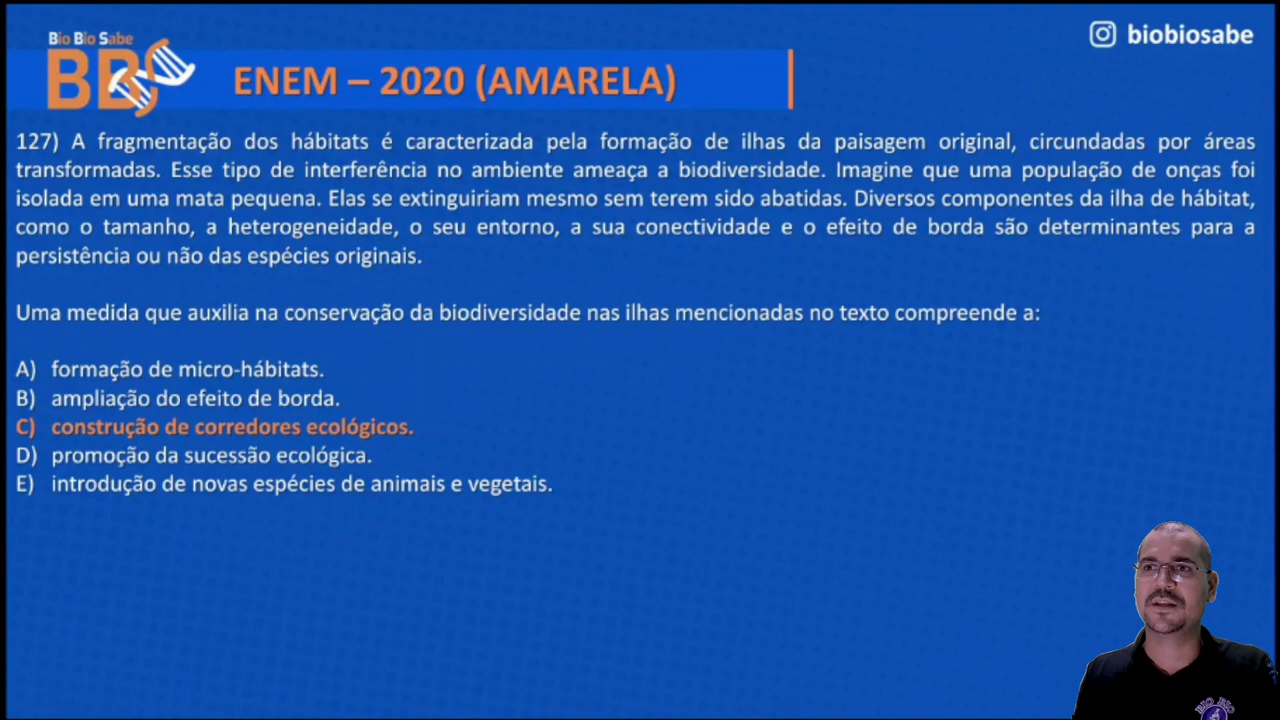 Bio Bio Sabe
BBS
biobiosabe
ENEM – 2020 (AMARELA)
127) A fragmentação dos hábitats é caracterizada pela formação de ilhas da paisagem original, circundadas por áreas
transformadas. Esse tipo de interferência no ambiente ameaça a biodiversidade. Imagine que uma população de onças foi
isolada em uma mata pequena. Elas se extinguiriam mesmo sem terem sido abatidas. Diversos componentes da ilha de hábitat,
como o tamanho, a heterogeneidade, o seu entorno, a sua conectividade e o efeito de borda são determinantes para a
persistência ou não das espécies originais.
Uma medida que auxilia na conservação da biodiversidade nas ilhas mencionadas no texto compreende a:
A) formação de micro-hábitats.
B) ampliação do efeito de borda.
C) construção de corredores ecológicos.
D) promoção da sucessão ecológica.
E) introdução de novas espécies de animais e vegetais.
BIO BIO